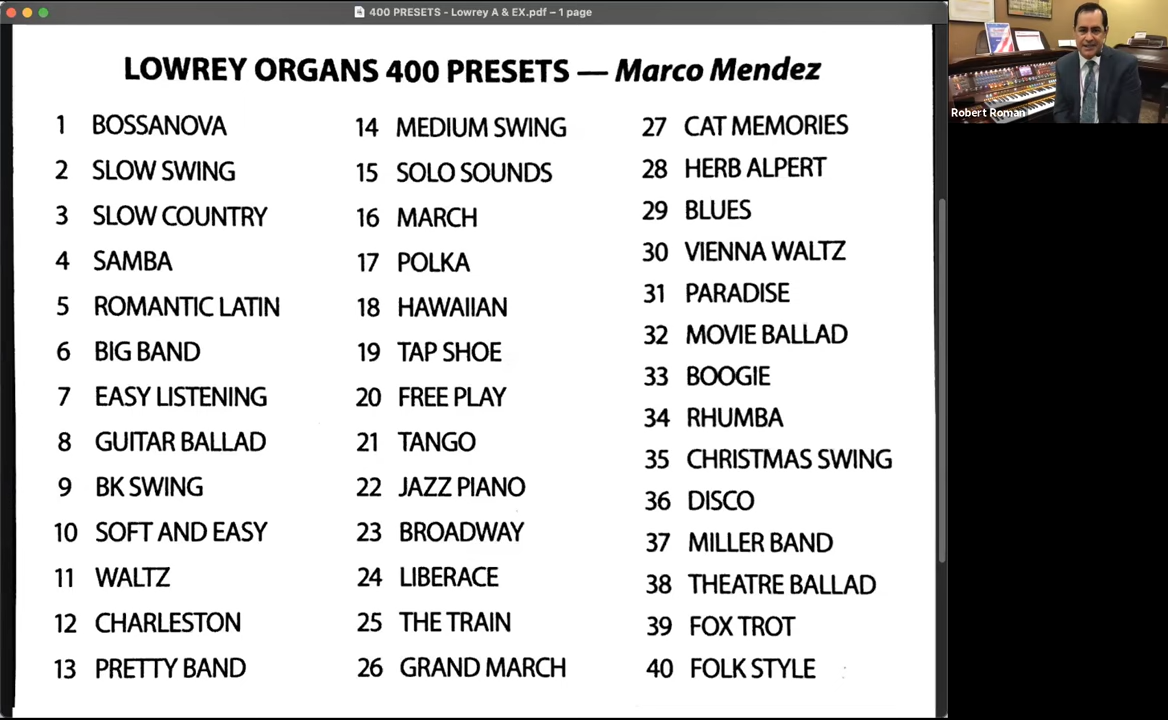 400 PRESETS - Lowrey A & EX.pdf – 1 page
LOWREY ORGANS 400 PRESETS — Marco Mendez
1 BOSSANOVA
2 SLOW SWING
3 SLOW COUNTRY
4 SAMBA
5 ROMANTIC LATIN
6 BIG BAND
7 EASY LISTENING
8 GUITAR BALLAD
9 BK SWING
10 SOFT AND EASY
11 WALTZ
12 CHARLESTON
13 PRETTY BAND
14 MEDIUM SWING
15 SOLO SOUNDS
16 MARCH
17 POLKA
18 HAWAIIAN
19 TAP SHOE
20 FREE PLAY
21 TANGO
22 JAZZ PIANO
23 BROADWAY
24 LIBERACE
25 THE TRAIN
26 GRAND MARCH
27 CAT MEMORIES
28 HERB ALPERT
29 BLUES
30 VIENNA WALTZ
31 PARADISE
32 MOVIE BALLAD
33 BOOGIE
34 RHUMBA
35 CHRISTMAS SWING
36 DISCO
37 MILLER BAND
38 THEATRE BALLAD
39 FOX TROT
40 FOLK STYLE
Robert Roman